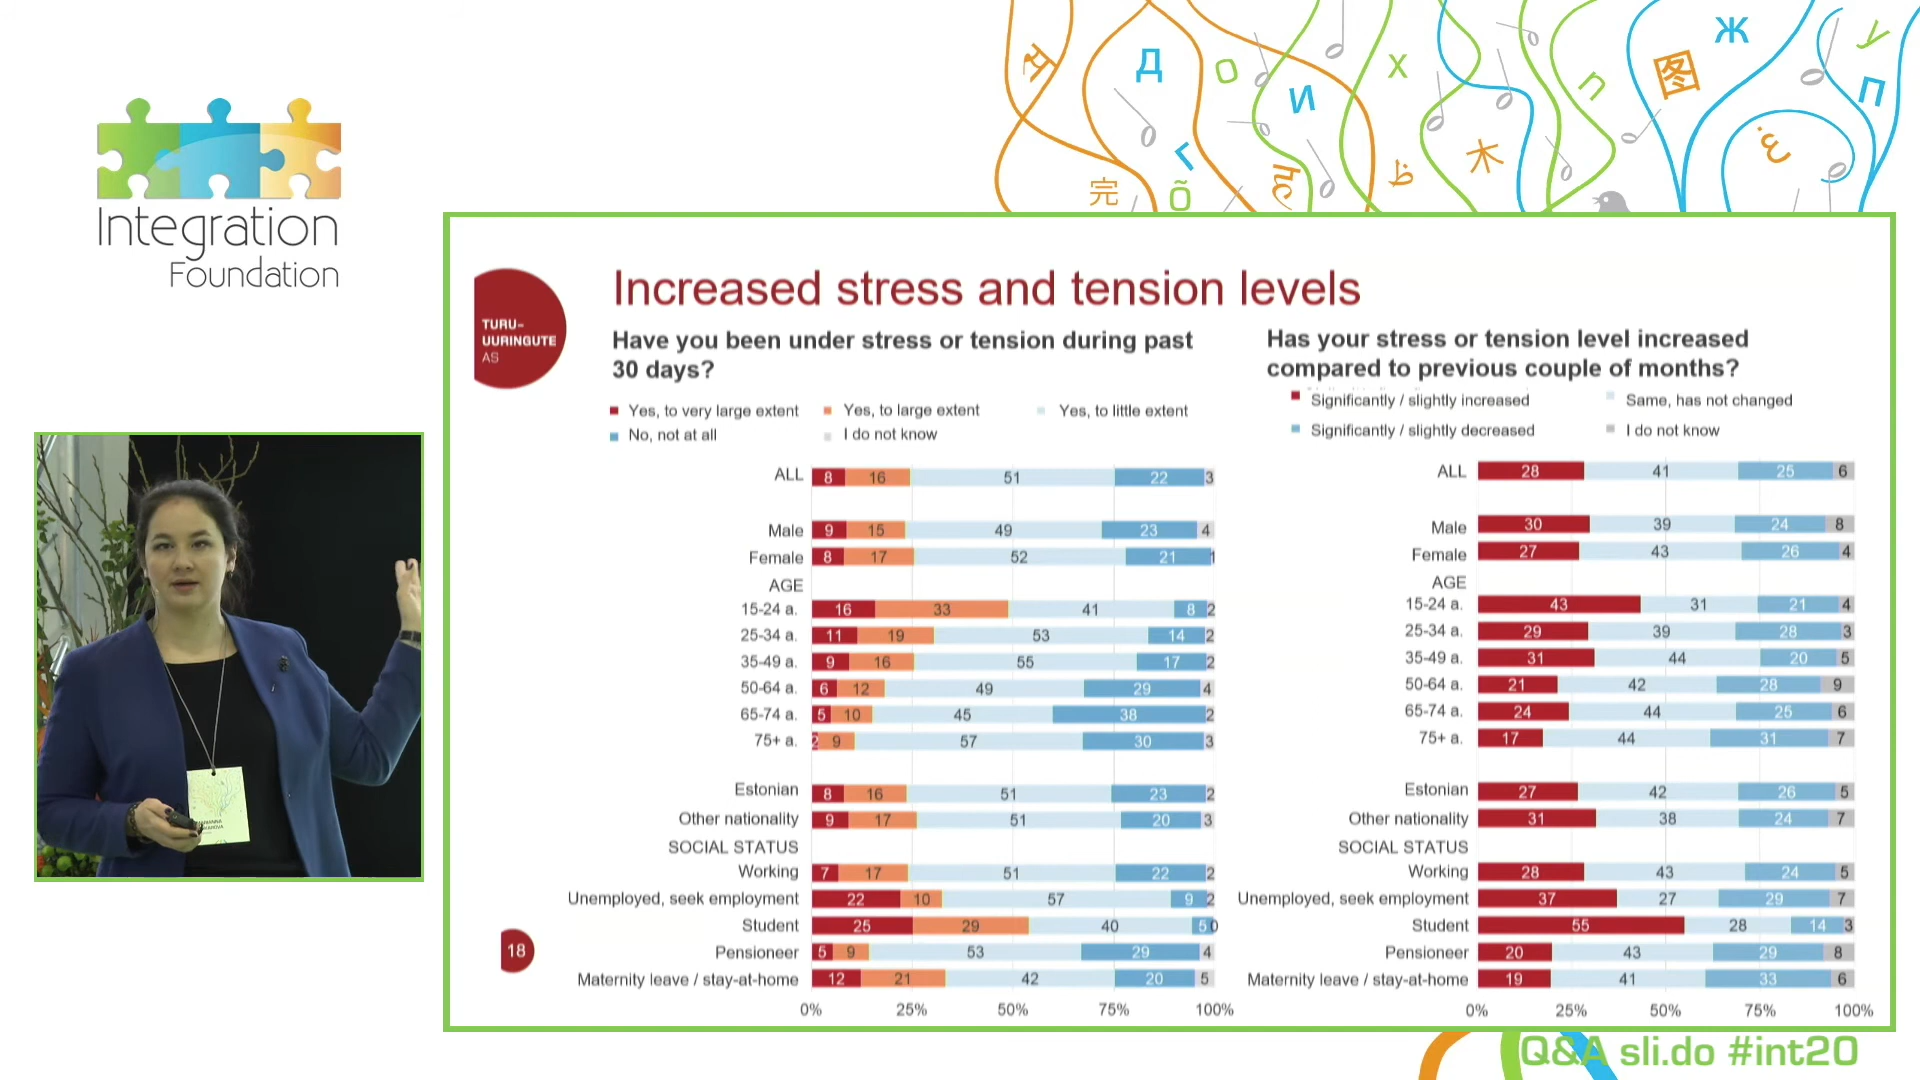 Integration
Foundation
Д О И Х Л 图 Ж У П
完 Õ 木
TURU-
UURINGUTE
AS
Increased stress and tension levels
Have you been under stress or tension during past
30 days?
Yes, to very large extent Yes, to large extent Yes, to little extent
No, not at all I do not know
ALL 8 16 51 22 3
Male 9 15 49 23 4
Female 8 17 52 21 1
AGE
15-24 a. 16 33 41 8 2
25-34 a. 11 19 53 14 2
35-49 a. 9 16 55 17 2
50-64 a. 6 12 49 29 4
65-74 a. 5 10 45 38 2
75+ a. 2 9 57 30 3
Estonian 8 16 51 23 2
Other nationality 9 17 51 20 3
SOCIAL STATUS
Working 7 17 51 22 2
Unemployed, seek employment 22 10 57 9 2
Student 25 29 40 5 0
Pensioneer 5 9 53 29 4
Maternity leave / stay-at-home 12 21 42 20 5
0% 25% 50% 75% 100%
Has your stress or tension level increased
compared to previous couple of months?
Significantly / slightly increased Same, has not changed
Significantly / slightly decreased I do not know
ALL 28 41 25 6
Male 30 39 24 8
Female 27 43 26 4
AGE
15-24 a. 43 31 21 4
25-34 a. 29 39 28 3
35-49 a. 31 44 20 5
50-64 a. 21 42 28 9
65-74 a. 24 44 25 6
75+ a. 17 44 31 7
Estonian 27 42 26 5
Other nationality 31 38 24 7
SOCIAL STATUS
Working 28 43 24 5
Unemployed, seek employment 37 27 29 7
Student 55 28 14 3
Pensioneer 20 43 29 8
Maternity leave / stay-at-home 19 41 33 6
0% 25% 50% 75% 100%
18
Q&A sli.do #int20